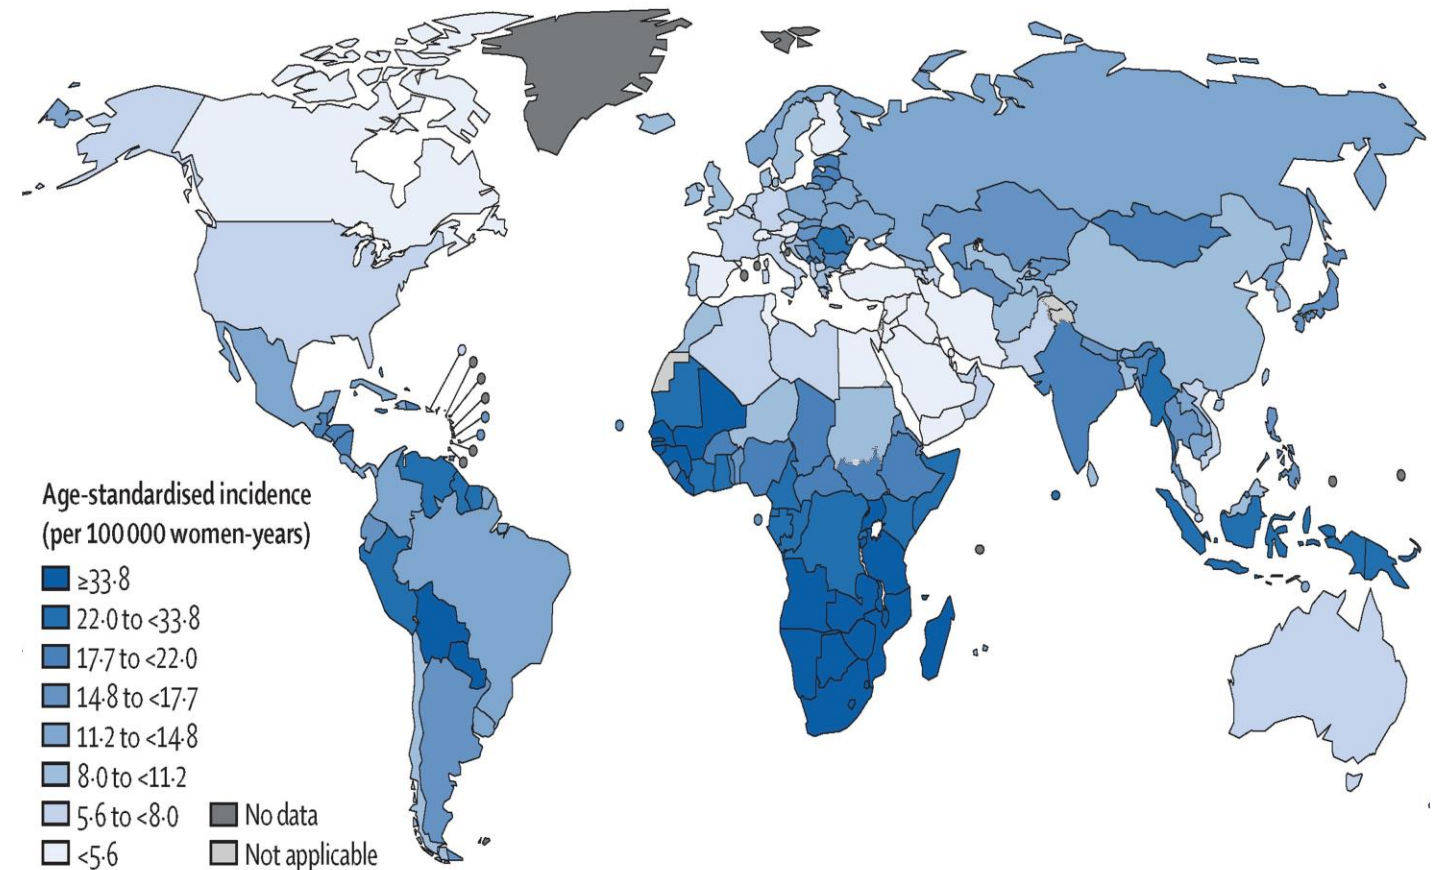 Age-standardised incidence
(per 100 000 women-years)
≥33·8
22·0 to <33·8
17·7 to <22·0
14·8 to <17·7
11·2 to <14·8
8·0 to <11·2
5·6 to <8·0
<5·6
No data
Not applicable